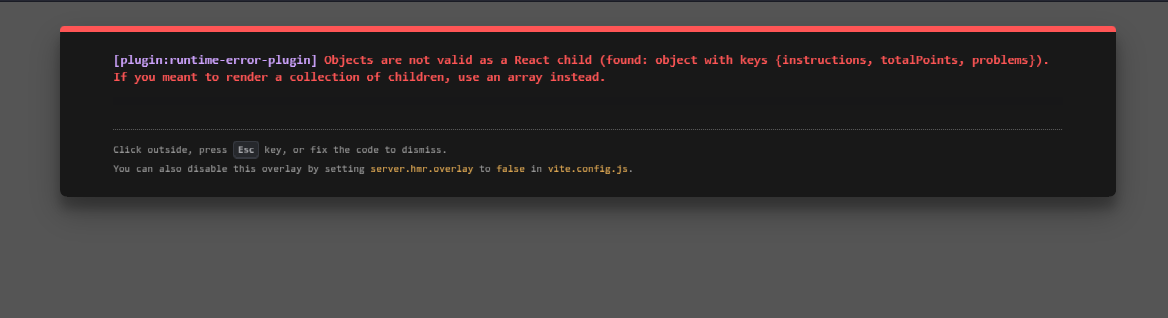 [plugin:runtime-error-plugin] Objects are not valid as a React child (found: object with keys {instructions, totalPoints, problems}).
If you meant to render a collection of children, use an array instead.
Click outside, press Esc key, or fix the code to dismiss.
You can also disable this overlay by setting server.hmr.overlay to false in vite.config.js.